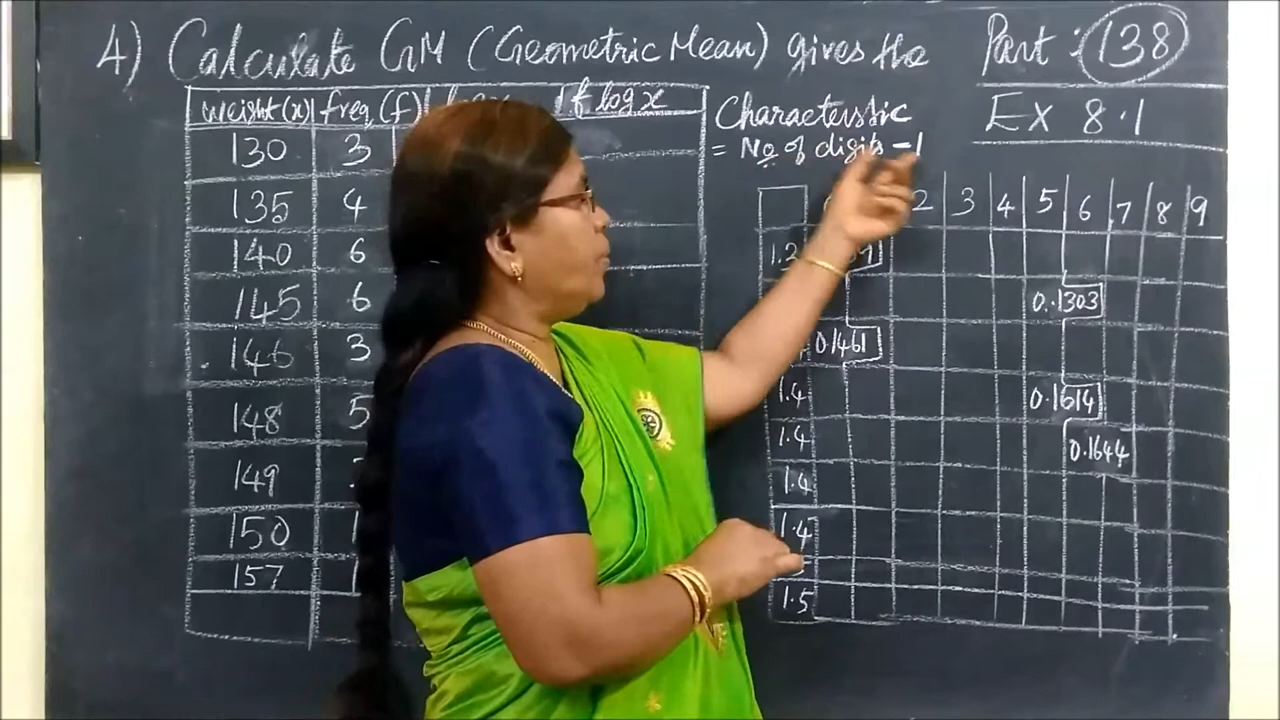 4) Calculate GM (Geometric Mean) gives the
Part : 138
Ex 8.1
weight(x) freq (f) f log x
130 3
135 4
140 6
145 6
146 3
148 5
149
150 1
157 1
Characteristic
= No of digits -1
2 3 4 5 6 7 8 9
0.1303
0.1461
1.4 0.1614
1.4 0.1644
1.4
1.4
1.5